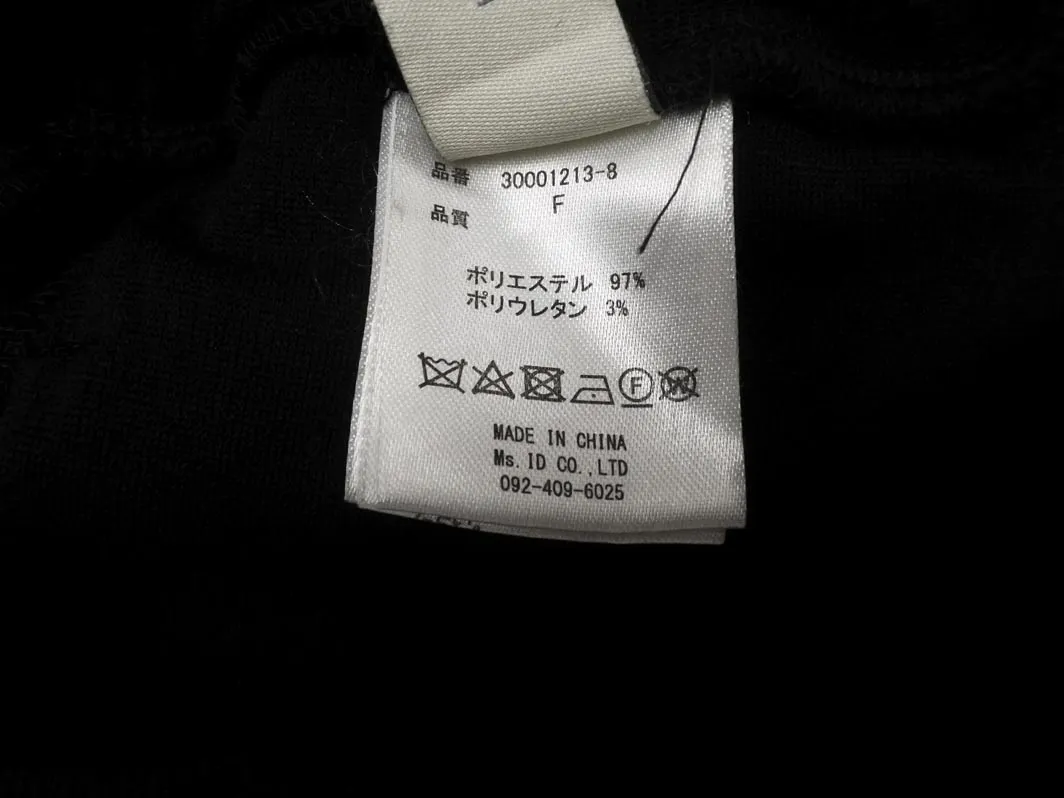 品番 30001213-8
F
品質
ポリエステル 97%
ポリウレタン 3%
F W
MADE IN CHINA
Ms.ID CO.,LTD
092-409-6025